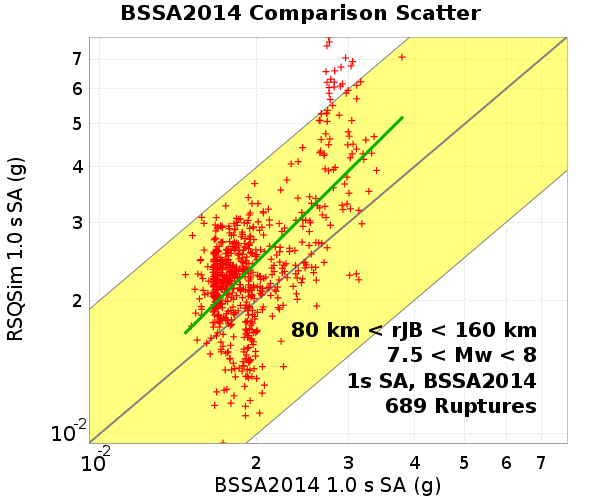 BSSA2014 Comparison Scatter
RSQSim 1.0 s SA (g)
7
6
5
4
3
2
10-2
80 km < rJB < 160 km
7.5 < Mw < 8
1s SA, BSSA2014
689 Ruptures
10-2 2 3 4 5 6 7
BSSA2014 1.0 s SA (g)